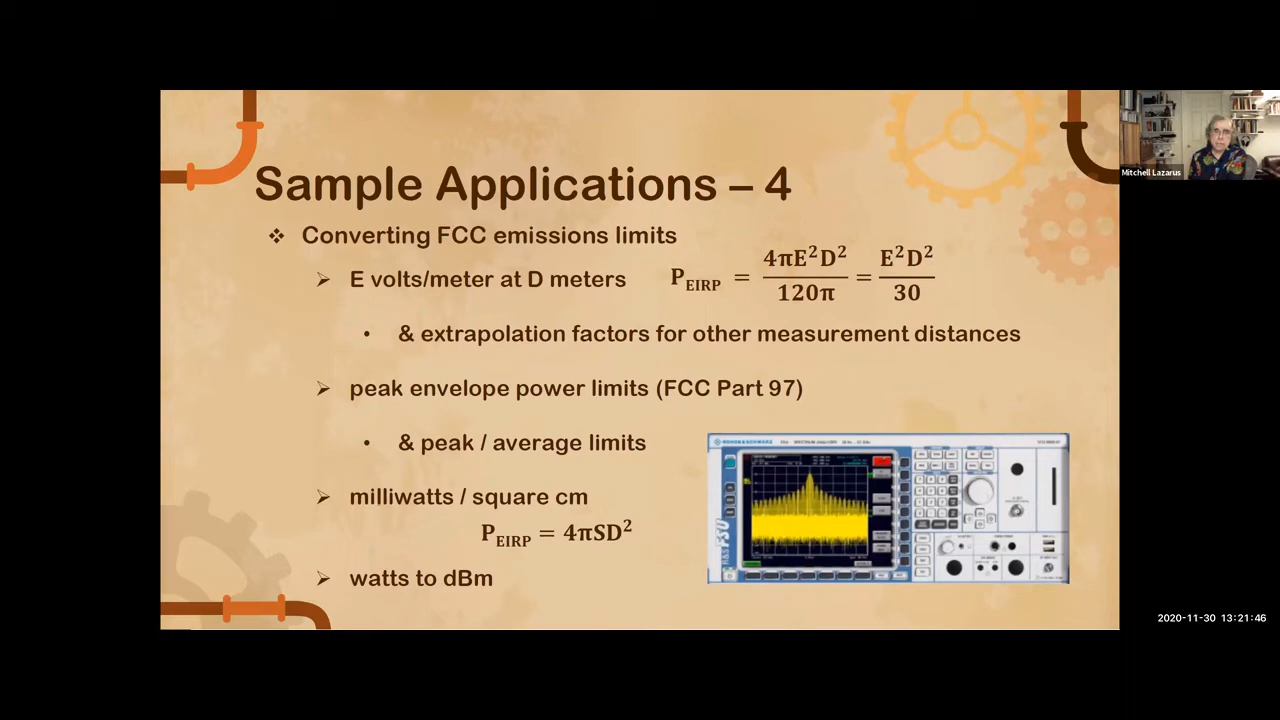 Sample Applications – 4
❖ Converting FCC emissions limits
➢ E volts/meter at D meters P_EIRP = 4πE²D² / 120π = E²D² / 30
• & extrapolation factors for other measurement distances
➢ peak envelope power limits (FCC Part 97)
• & peak / average limits
➢ milliwatts / square cm
P_EIRP = 4πSD²
➢ watts to dBm
Mitchell Lazarus
2020-11-30 13:21:46